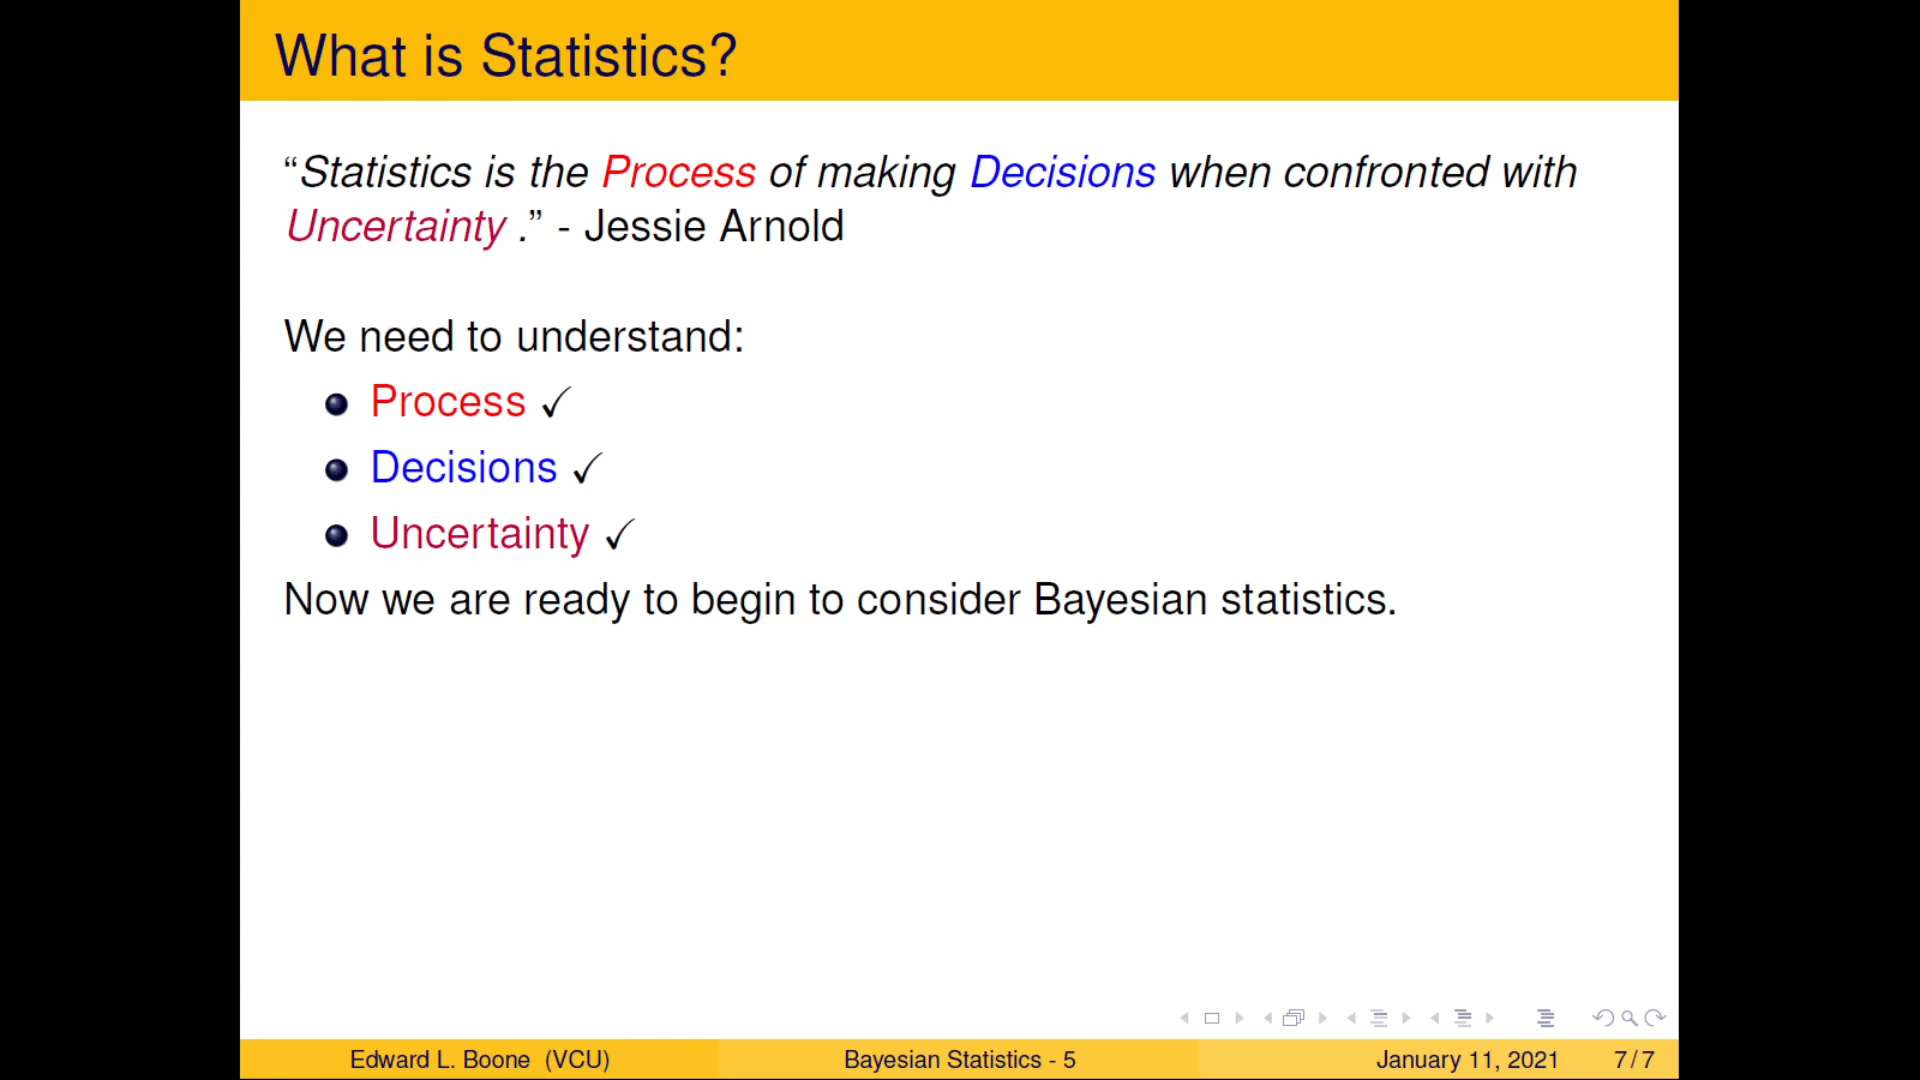 What is Statistics?
“Statistics is the Process of making Decisions when confronted with
Uncertainty .” - Jessie Arnold
We need to understand:
Process ✓
Decisions ✓
Uncertainty ✓
Now we are ready to begin to consider Bayesian statistics.
Edward L. Boone (VCU) Bayesian Statistics - 5 January 11, 2021 7 / 7